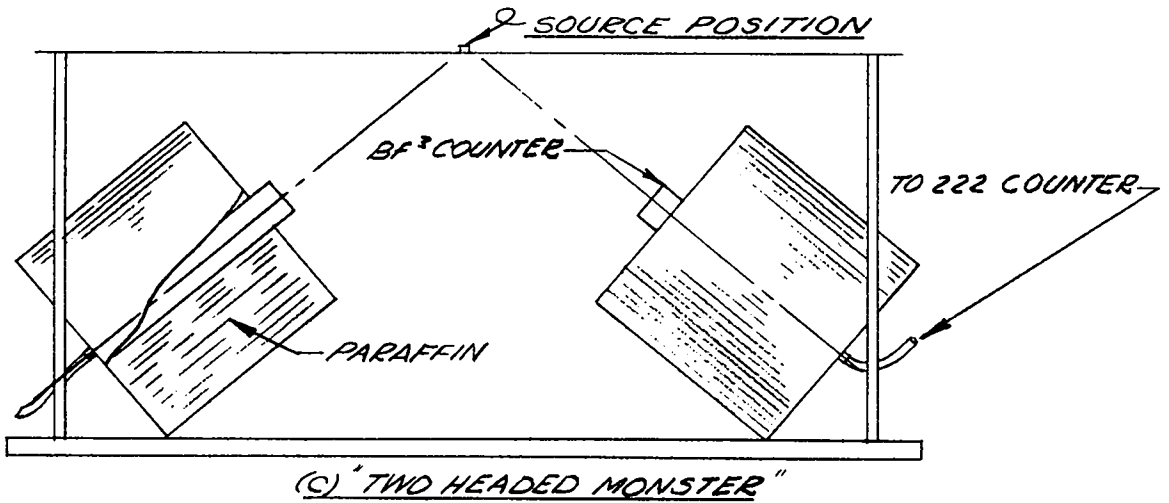 SOURCE POSITION
BF³ COUNTER
TO 222 COUNTER
PARAFFIN
(C) "TWO HEADED MONSTER"